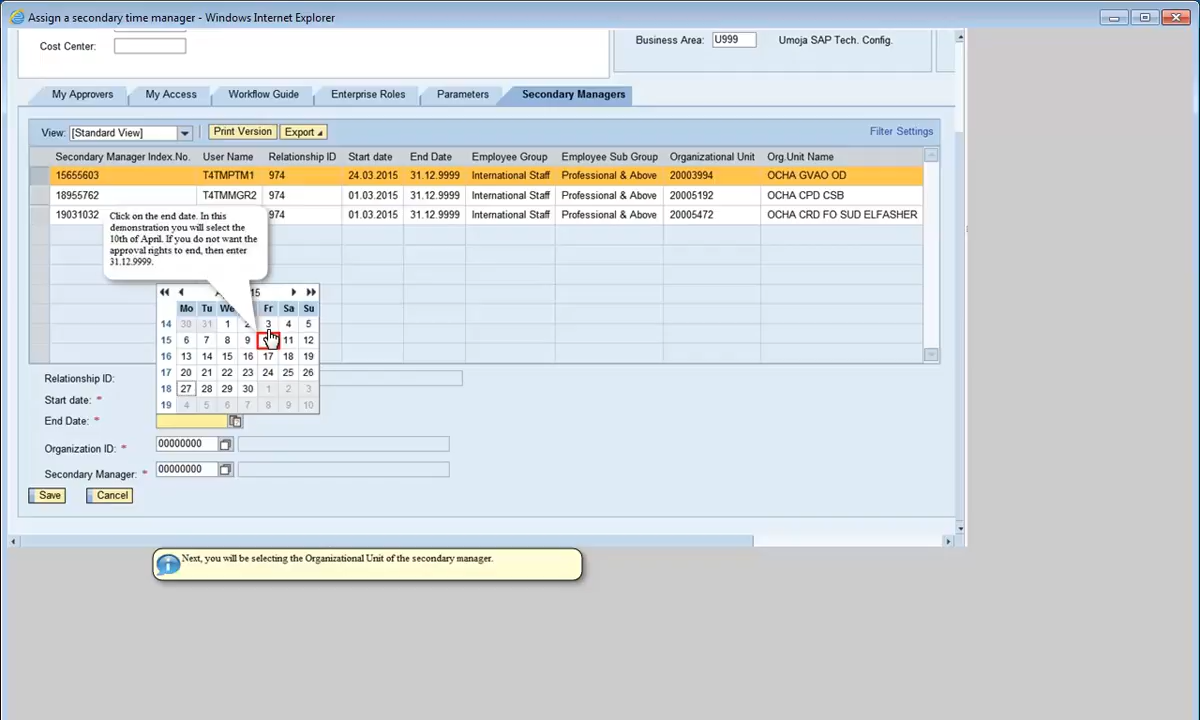 Assign a secondary time manager - Windows Internet Explorer
Cost Center:
Business Area: U999 Umoja SAP Tech. Config.
My Approvers My Access Workflow Guide Enterprise Roles Parameters Secondary Managers
View: [Standard View] Print Version Export Filter Settings
Secondary Manager Index.No. User Name Relationship ID Start date End Date Employee Group Employee Sub Group Organizational Unit Org.Unit Name
15655603 T4TMPTM1 974 24.03.2015 31.12.9999 International Staff Professional & Above 20003994 OCHA GVAO OD
18955762 T4TMMGR2 974 01.03.2015 31.12.9999 International Staff Professional & Above 20005192 OCHA CPD CSB
19031032 974 01.03.2015 31.12.9999 International Staff Professional & Above 20005472 OCHA CRD FO SUD ELFASHER
Click on the end date. In this
demonstration you will select the
10th of April. If you do not want the
approval rights to end, then enter
31.12.9999.
15
Mo Tu We Fr Sa Su
14 30 31 1 2 3 4 5
15 6 7 8 9 11 12
16 13 14 15 16 17 18 19
17 20 21 22 23 24 25 26
18 27 28 29 30 1 2 3
19 4 5 6 7 8 9 10
Relationship ID:
Start date: *
End Date: *
Organization ID: * 00000000
Secondary Manager: * 00000000
Save Cancel
Next, you will be selecting the Organizational Unit of the secondary manager.